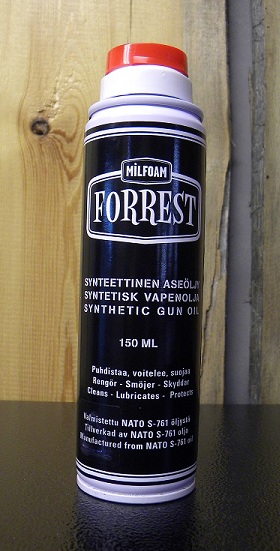 MILFOAM
FORREST
SYNTEETTINEN ASEÖLJY
SYNTETISK VAPENOLJA
SYNTHETIC GUN OIL
150 ML
Puhdistaa, voitelee, suojaa
Rengör - Smöjer - Skyddar
Cleans - Lubricates - Protects
Valmistettu NATO S-761 öljystä
Tillverkad av NATO S-761 olja
Manufactured from NATO S-761 oil